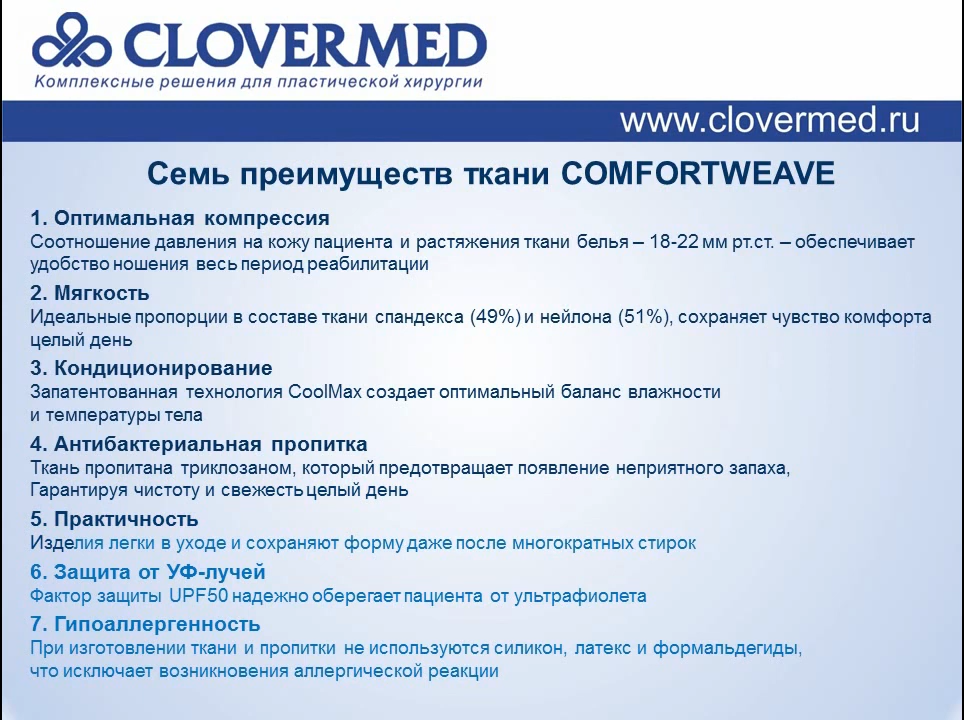 CLOVERMED
Комплексные решения для пластической хирургии
www.clovermed.ru
Семь преимуществ ткани COMFORTWEAVE
1. Оптимальная компрессия
Соотношение давления на кожу пациента и растяжения ткани белья – 18-22 мм рт.ст. – обеспечивает
удобство ношения весь период реабилитации
2. Мягкость
Идеальные пропорции в составе ткани спандекса (49%) и нейлона (51%), сохраняет чувство комфорта
целый день
3. Кондиционирование
Запатентованная технология CoolMax создает оптимальный баланс влажности
и температуры тела
4. Антибактериальная пропитка
Ткань пропитана триклозаном, который предотвращает появление неприятного запаха,
Гарантируя чистоту и свежесть целый день
5. Практичность
Изделия легки в уходе и сохраняют форму даже после многократных стирок
6. Защита от УФ-лучей
Фактор защиты UPF50 надежно оберегает пациента от ультрафиолета
7. Гипоаллергенность
При изготовлении ткани и пропитки не используются силикон, латекс и формальдегиды,
что исключает возникновения аллергической реакции